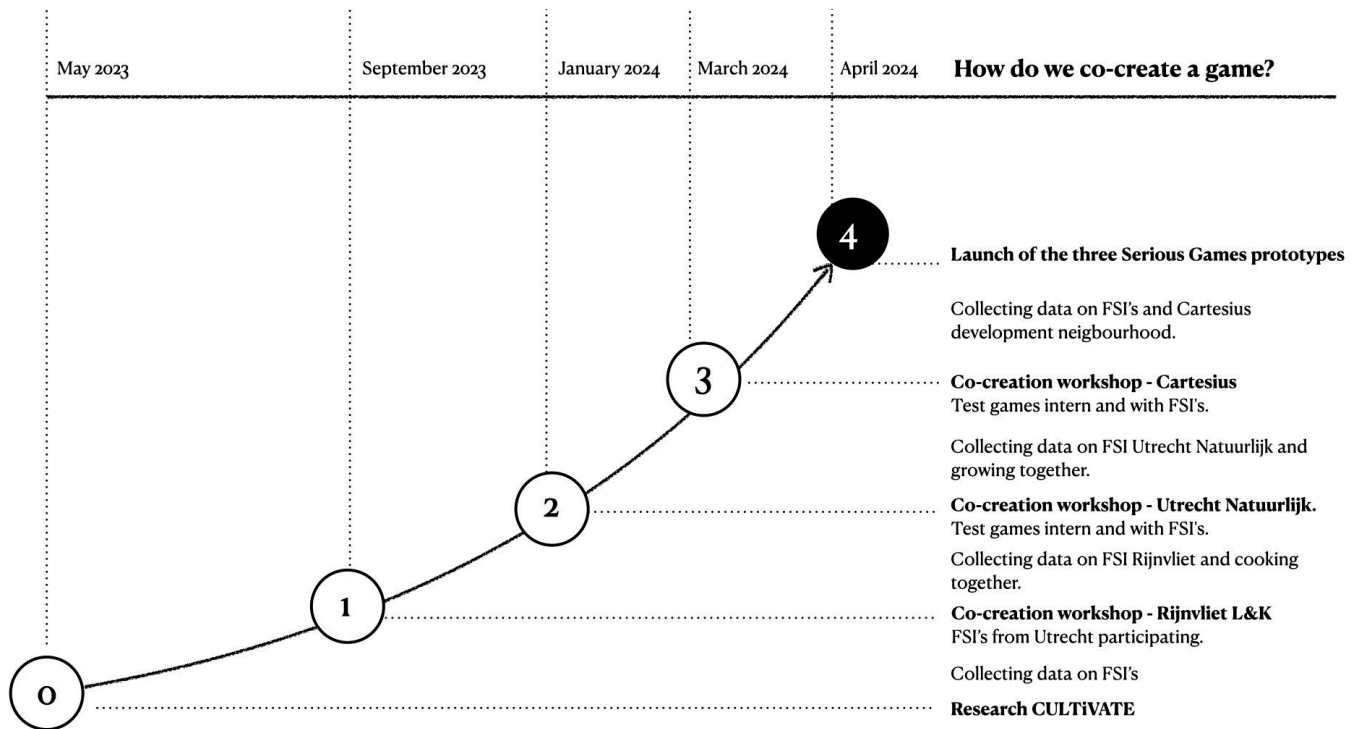 May 2023
September 2023
January 2024
March 2024
April 2024
How do we co-create a game?
4
Launch of the three Serious Games prototypes
Collecting data on FSI's and Cartesius
development neigbourhood.
3
Co-creation workshop - Cartesius
Test games intern and with FSI's.
Collecting data on FSI Utrecht Natuurlijk and
growing together.
2
Co-creation workshop - Utrecht Natuurlijk.
Test games intern and with FSI's.
Collecting data on FSI Rijnvliet and cooking
together.
1
Co-creation workshop - Rijnvliet L&K
FSI's from Utrecht participating.
Collecting data on FSI's
0
Research CULTiVATE